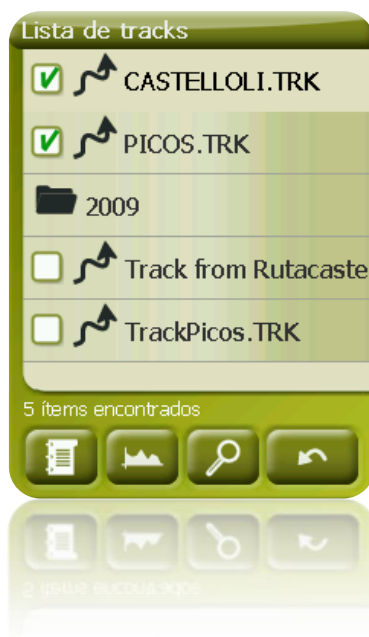 Lista de tracks
CASTELLOLI.TRK
PICOS.TRK
2009
Track from Rutacaste
TrackPicos.TRK
5 ítems encontrados